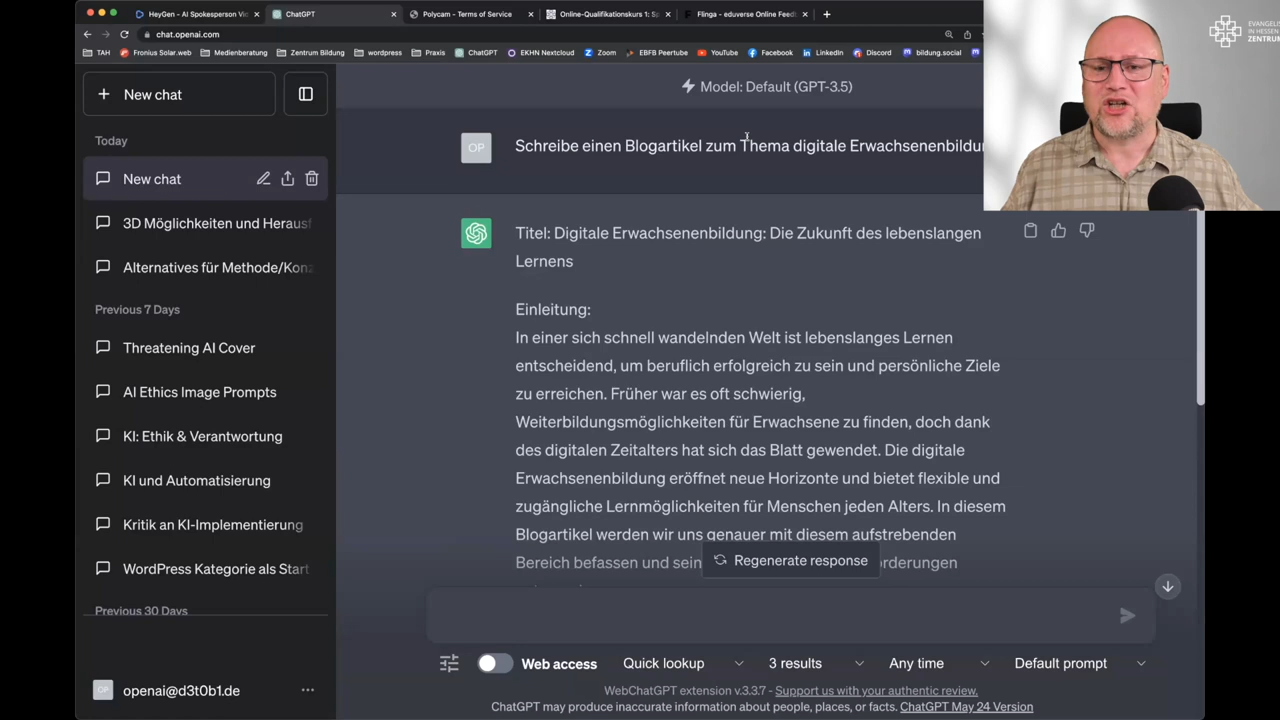 HeyGen - AI Spokesperson Vi
ChatGPT
Polycam - Terms of Service
Online-Qualifikationskurs 1: S
Flinga - eduverse Online Feed
chat.openai.com
TAH
Fronius Solar.web
Medienberatung
Zentrum Bildung
wordpress
Praxis
ChatGPT
EKHN Nextcloud
Zoom
EBFB Peertube
YouTube
Facebook
LinkedIn
Discord
bildung.social
EVANGELIS
IN HESSEN
ZENTRUM
New chat
Today
New chat
3D Möglichkeiten und Herausf
Alternatives für Methode/Konz
Previous 7 Days
Threatening AI Cover
AI Ethics Image Prompts
KI: Ethik & Verantwortung
KI und Automatisierung
Kritik an KI-Implementierung
WordPress Kategorie als Start
Previous 30 Days
OP openai@d3t0b1.de
Model: Default (GPT-3.5)
OP
Schreibe einen Blogartikel zum Thema digitale Erwachsenenbildu
Titel: Digitale Erwachsenenbildung: Die Zukunft des lebenslangen
Lernens
Einleitung:
In einer sich schnell wandelnden Welt ist lebenslanges Lernen
entscheidend, um beruflich erfolgreich zu sein und persönliche Ziele
zu erreichen. Früher war es oft schwierig,
Weiterbildungsmöglichkeiten für Erwachsene zu finden, doch dank
des digitalen Zeitalters hat sich das Blatt gewendet. Die digitale
Erwachsenenbildung eröffnet neue Horizonte und bietet flexible und
zugängliche Lernmöglichkeiten für Menschen jeden Alters. In diesem
Blogartikel werden wir uns genauer mit diesem aufstrebenden
Bereich befassen und sein
orderungen
Regenerate response
Web access
Quick lookup
3 results
Any time
Default prompt
WebChatGPT extension v.3.3.7 - Support us with your authentic review.
ChatGPT may produce inaccurate information about people, places, or facts. ChatGPT May 24 Version